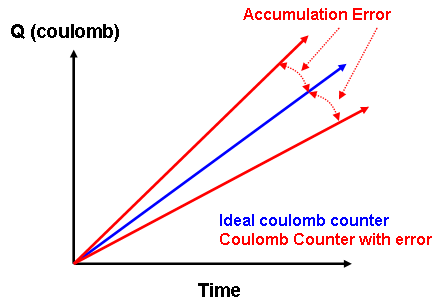 Accumulation Error
Q (coulomb)
Ideal coulomb counter
Coulomb Counter with error
Time